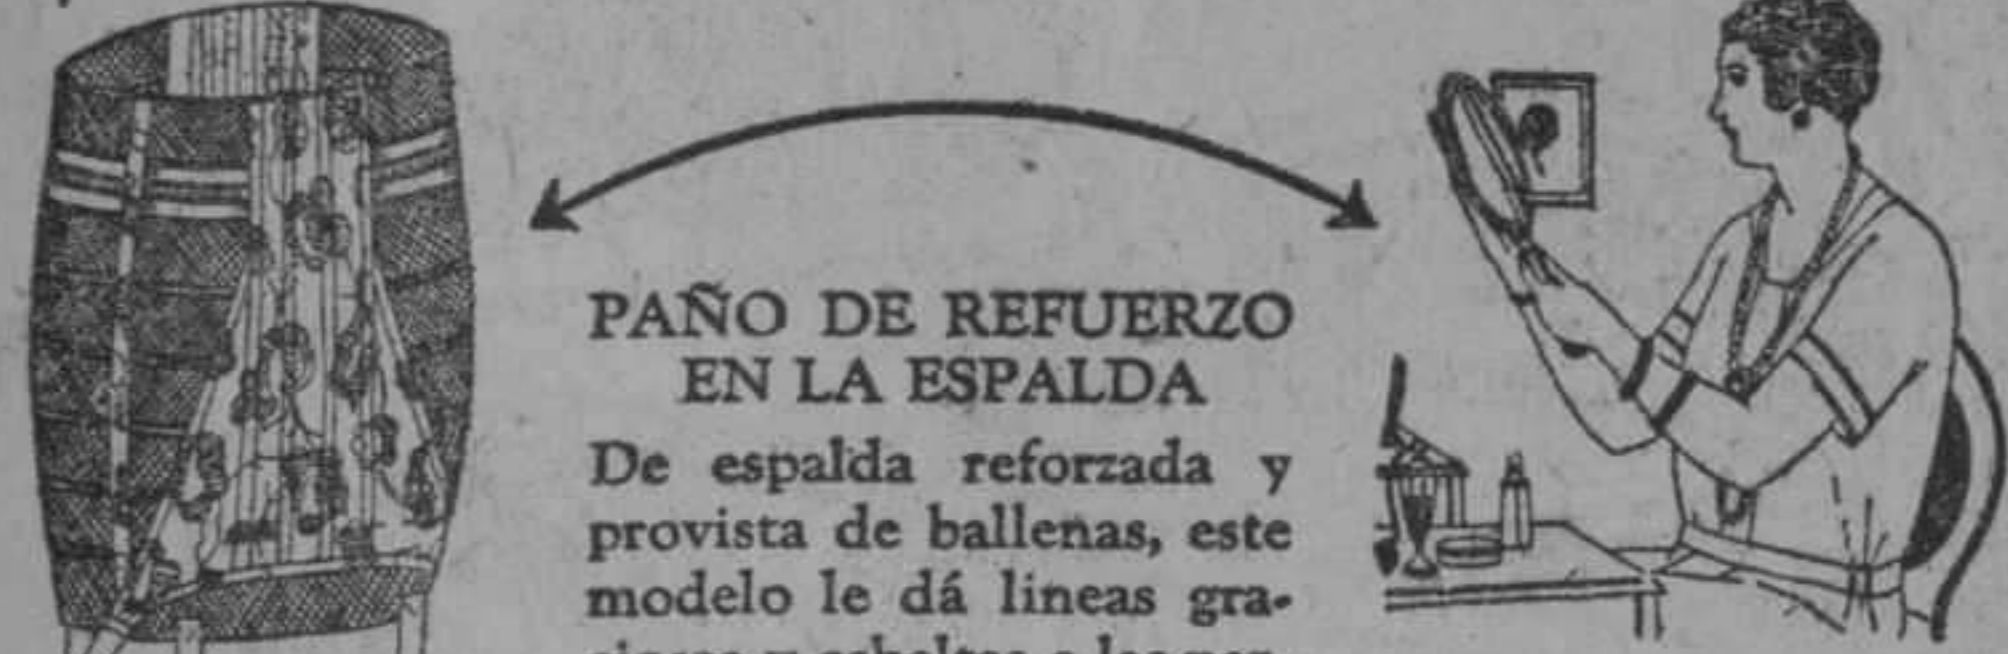 PAÑO DE REFUERZO
EN LA ESPALDA
De espalda reforzada y
provista de ballenas, este
modelo le dá lineas gra-